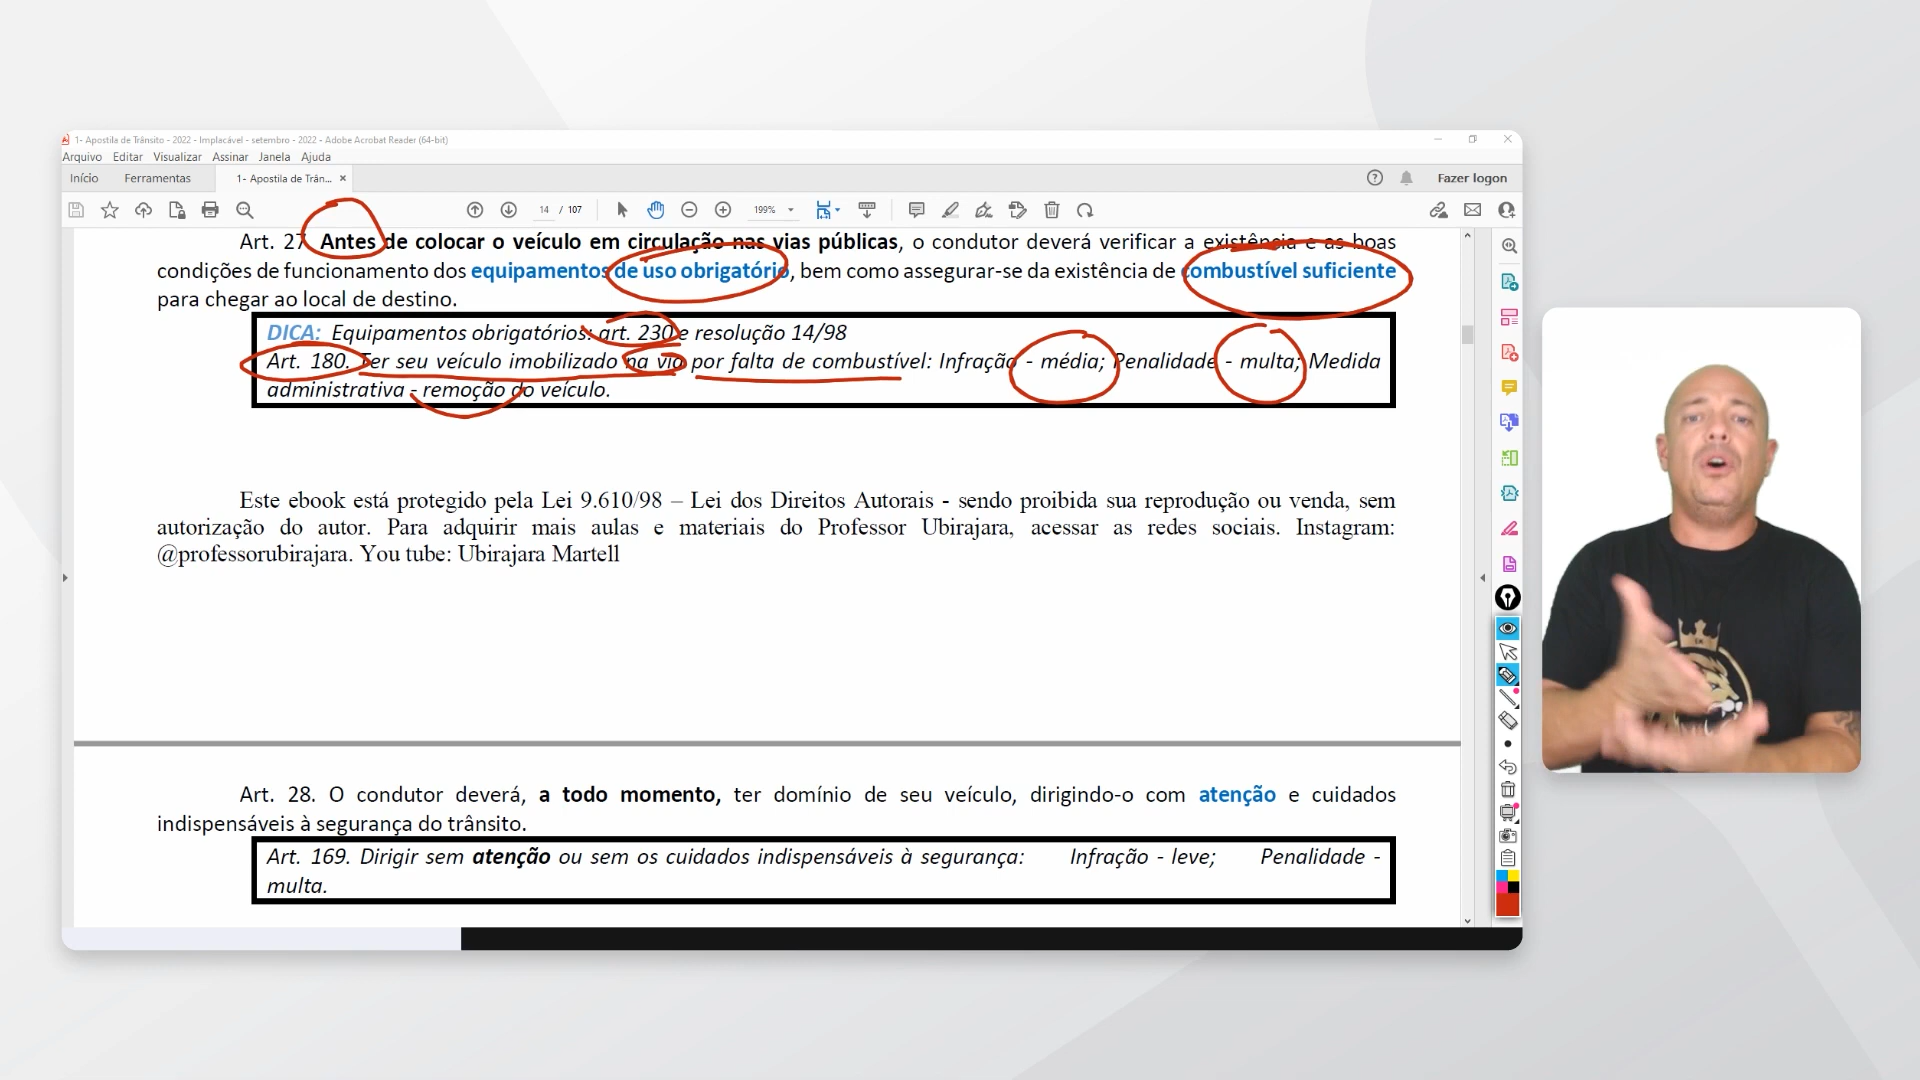 1- Apostila de Trânsito - 2022 - Implacável - setembro - 2022 - Adobe Acrobat Reader (64-bit)
Arquivo Editar Visualizar Assinar Janela Ajuda
Início Ferramentas 1- Apostila de Trân... Fazer logon
14 / 107 199%
Art. 27. Antes de colocar o veículo em circulação nas vias públicas, o condutor deverá verificar a existência e as boas
condições de funcionamento dos equipamentos de uso obrigatório, bem como assegurar-se da existência de combustível suficiente
para chegar ao local de destino.
DICA: Equipamentos obrigatórios: art. 230 e resolução 14/98
Art. 180. Ter seu veículo imobilizado na via por falta de combustível: Infração - média; Penalidade - multa; Medida
administrativa - remoção do veículo.
Este ebook está protegido pela Lei 9.610/98 – Lei dos Direitos Autorais - sendo proibida sua reprodução ou venda, sem
autorização do autor. Para adquirir mais aulas e materiais do Professor Ubirajara, acessar as redes sociais. Instagram:
@professorubirajara. You tube: Ubirajara Martell
Art. 28. O condutor deverá, a todo momento, ter domínio de seu veículo, dirigindo-o com atenção e cuidados
indispensáveis à segurança do trânsito.
Art. 169. Dirigir sem atenção ou sem os cuidados indispensáveis à segurança: Infração - leve; Penalidade -
multa.